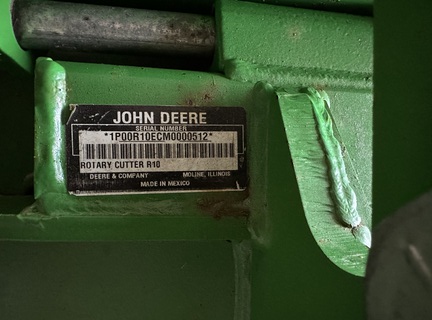 JOHN DEERE
SERIAL NUMBER
*1P00R10ECM0000512*
ROTARY CUTTER R10
DEERE & COMPANY MOLINE, ILLINOIS
MADE IN MEXICO